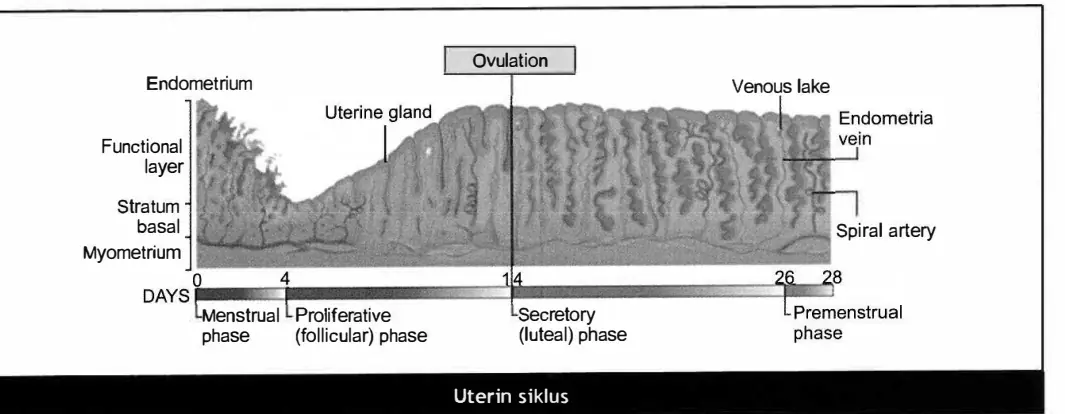 Ovulation
Endometrium
Venous lake
Uterine gland
Endometria
vein
Functional
layer
Stratum
basal
Spiral artery
Myometrium
0 4 14 26 28
DAYS
Menstrual
phase
Proliferative
(follicular) phase
Secretory
(luteal) phase
Premenstrual
phase
Uterin siklus